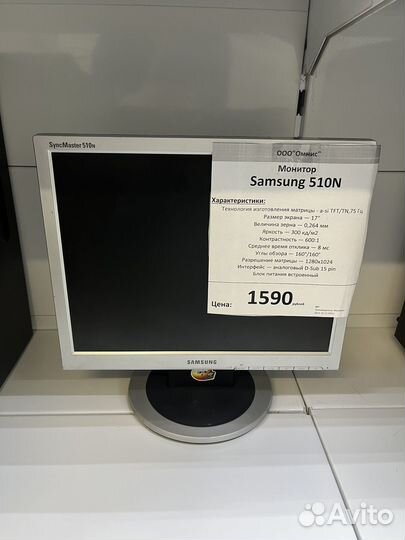 SyncMaster 510N
ООО"Омнис"
Монитор
Samsung 510N
Характеристики:
Технология изготовления матрицы - a-si TFT/TN,75 Гц
Размер экрана — 17"
Величина зерна — 0,264 мм
Яркость — 300 кд/м2
Контрастность — 600:1
Среднее время отклика — 8 мс
Углы обзора — 160°/160°
Разрешение матрицы — 1280x1024
Интерфейс — аналоговый D-Sub 15 pin
Блок питания встроенный
Цена: 1590 рублей
SAMSUNG
Avito